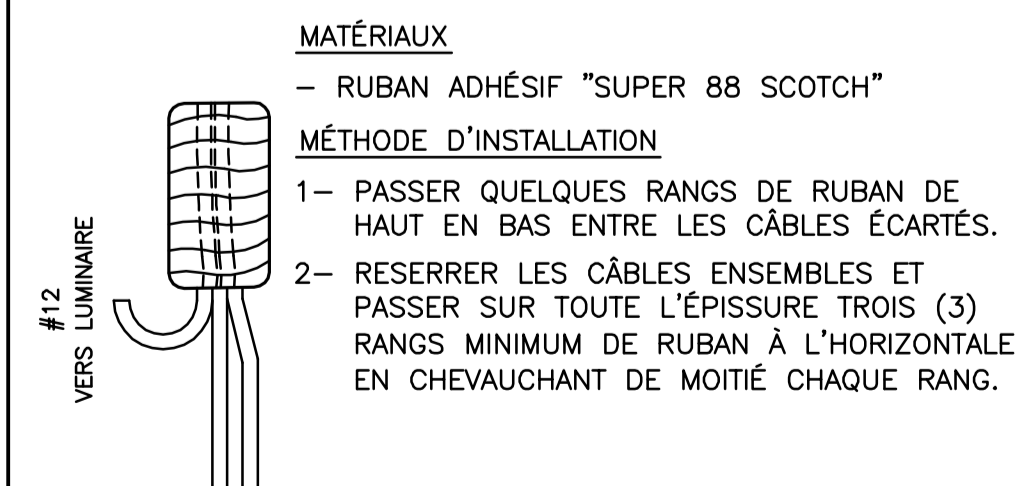 MATÉRIAUX
– RUBAN ADHÉSIF "SUPER 88 SCOTCH"
MÉTHODE D'INSTALLATION
1– PASSER QUELQUES RANGS DE RUBAN DE
HAUT EN BAS ENTRE LES CÂBLES ÉCARTÉS.
2– RESERRER LES CÂBLES ENSEMBLES ET
PASSER SUR TOUTE L'ÉPISSURE TROIS (3)
RANGS MINIMUM DE RUBAN À L'HORIZONTALE
EN CHEVAUCHANT DE MOITIÉ CHAQUE RANG.
#12
VERS LUMINAIRE